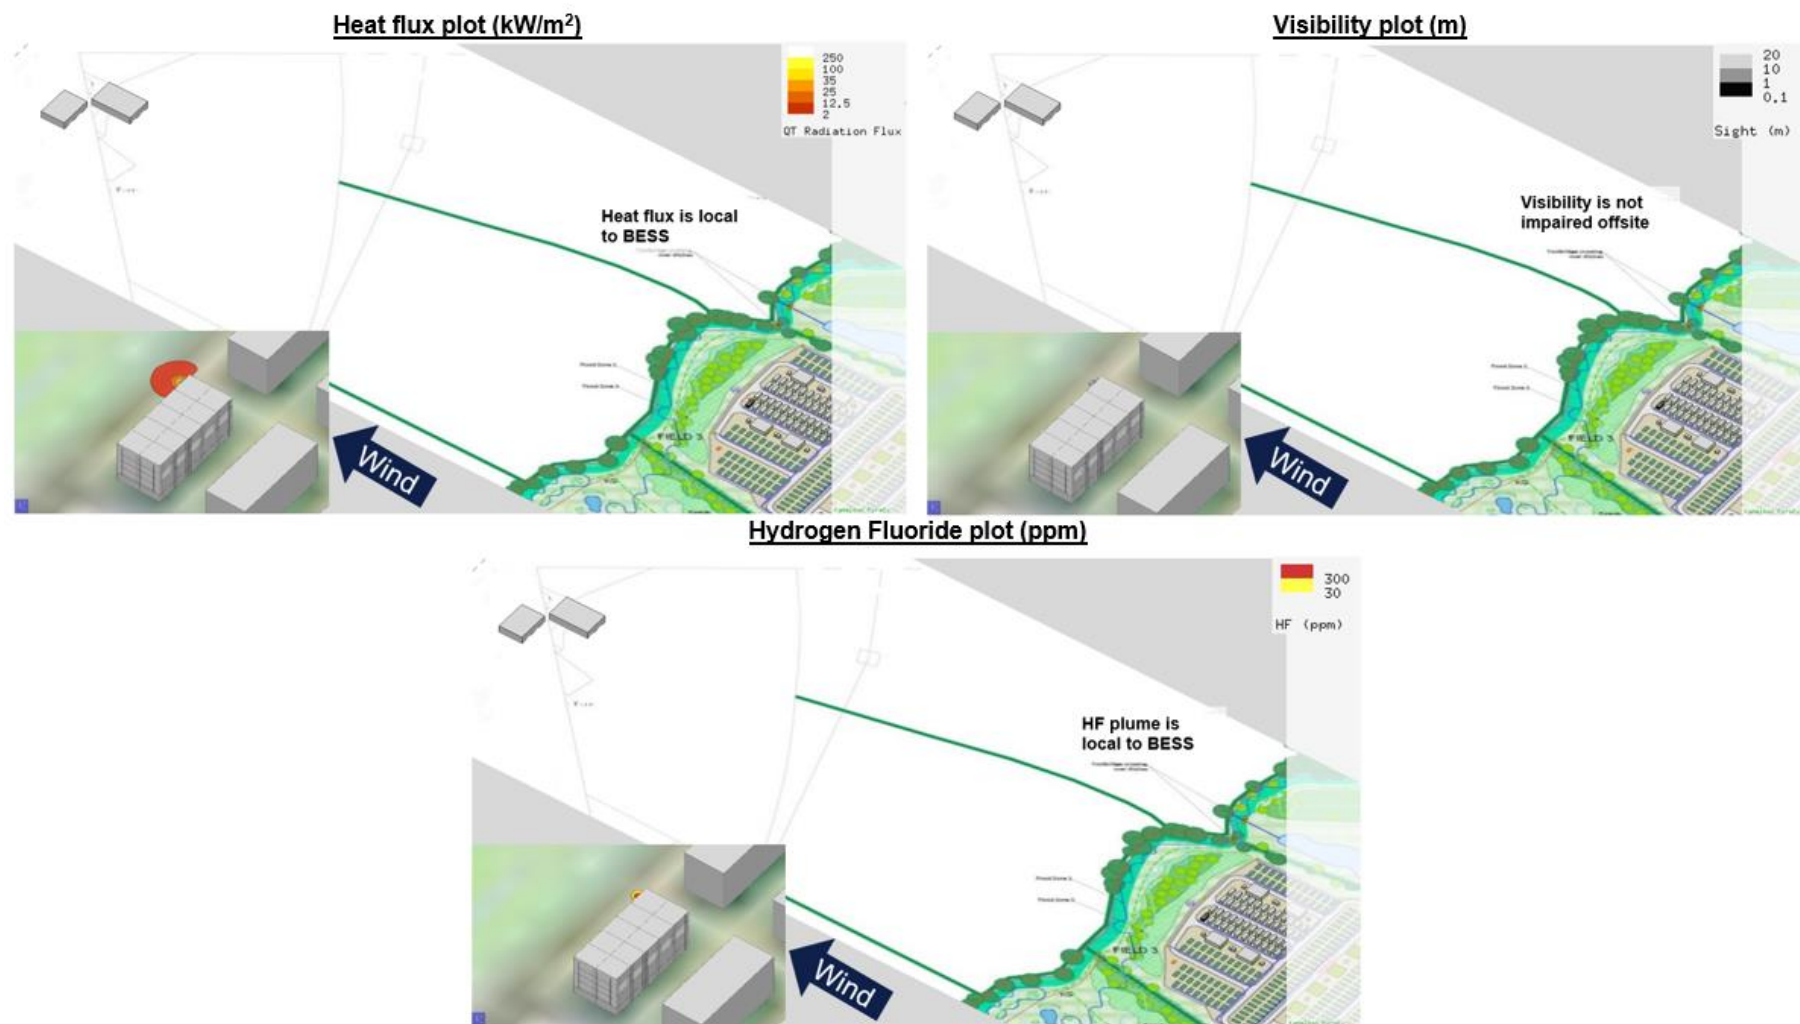 Heat flux plot (kW/m²)
250
100
35
25
12.5
2
QT Radiation Flux
Heat flux is local
to BESS
FIELD 3
Wind
Visibility plot (m)
20
10
1
0.1
Sight (m)
Visibility is not
impaired offsite
FIELD 3
Wind
Hydrogen Fluoride plot (ppm)
300
30
HF (ppm)
HF plume is
local to BESS
FIELD 3
Wind